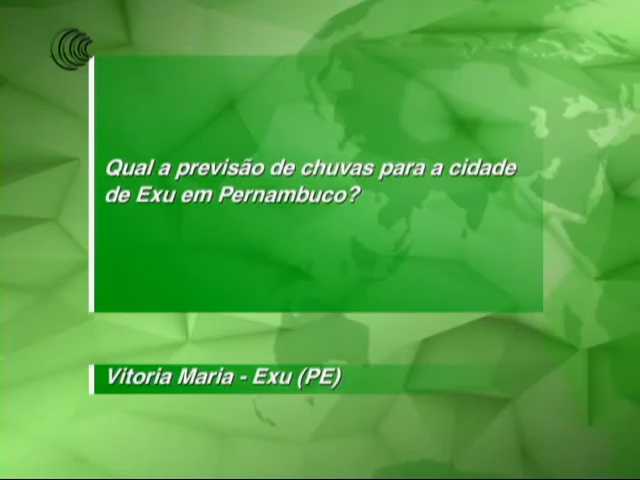 Qual a previsão de chuvas para a cidade
de Exu em Pernambuco?
Vitoria Maria - Exu (PE)